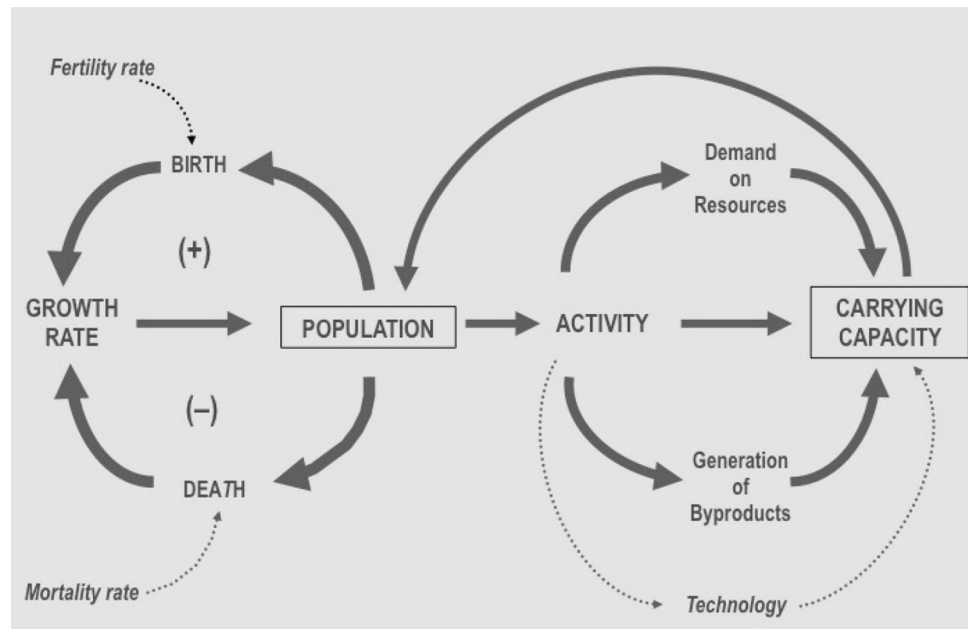 Fertility rate
BIRTH
(+)
GROWTH
RATE
POPULATION
(–)
DEATH
Mortality rate
Demand
on
Resources
ACTIVITY
CARRYING
CAPACITY
Generation
of
Byproducts
Technology